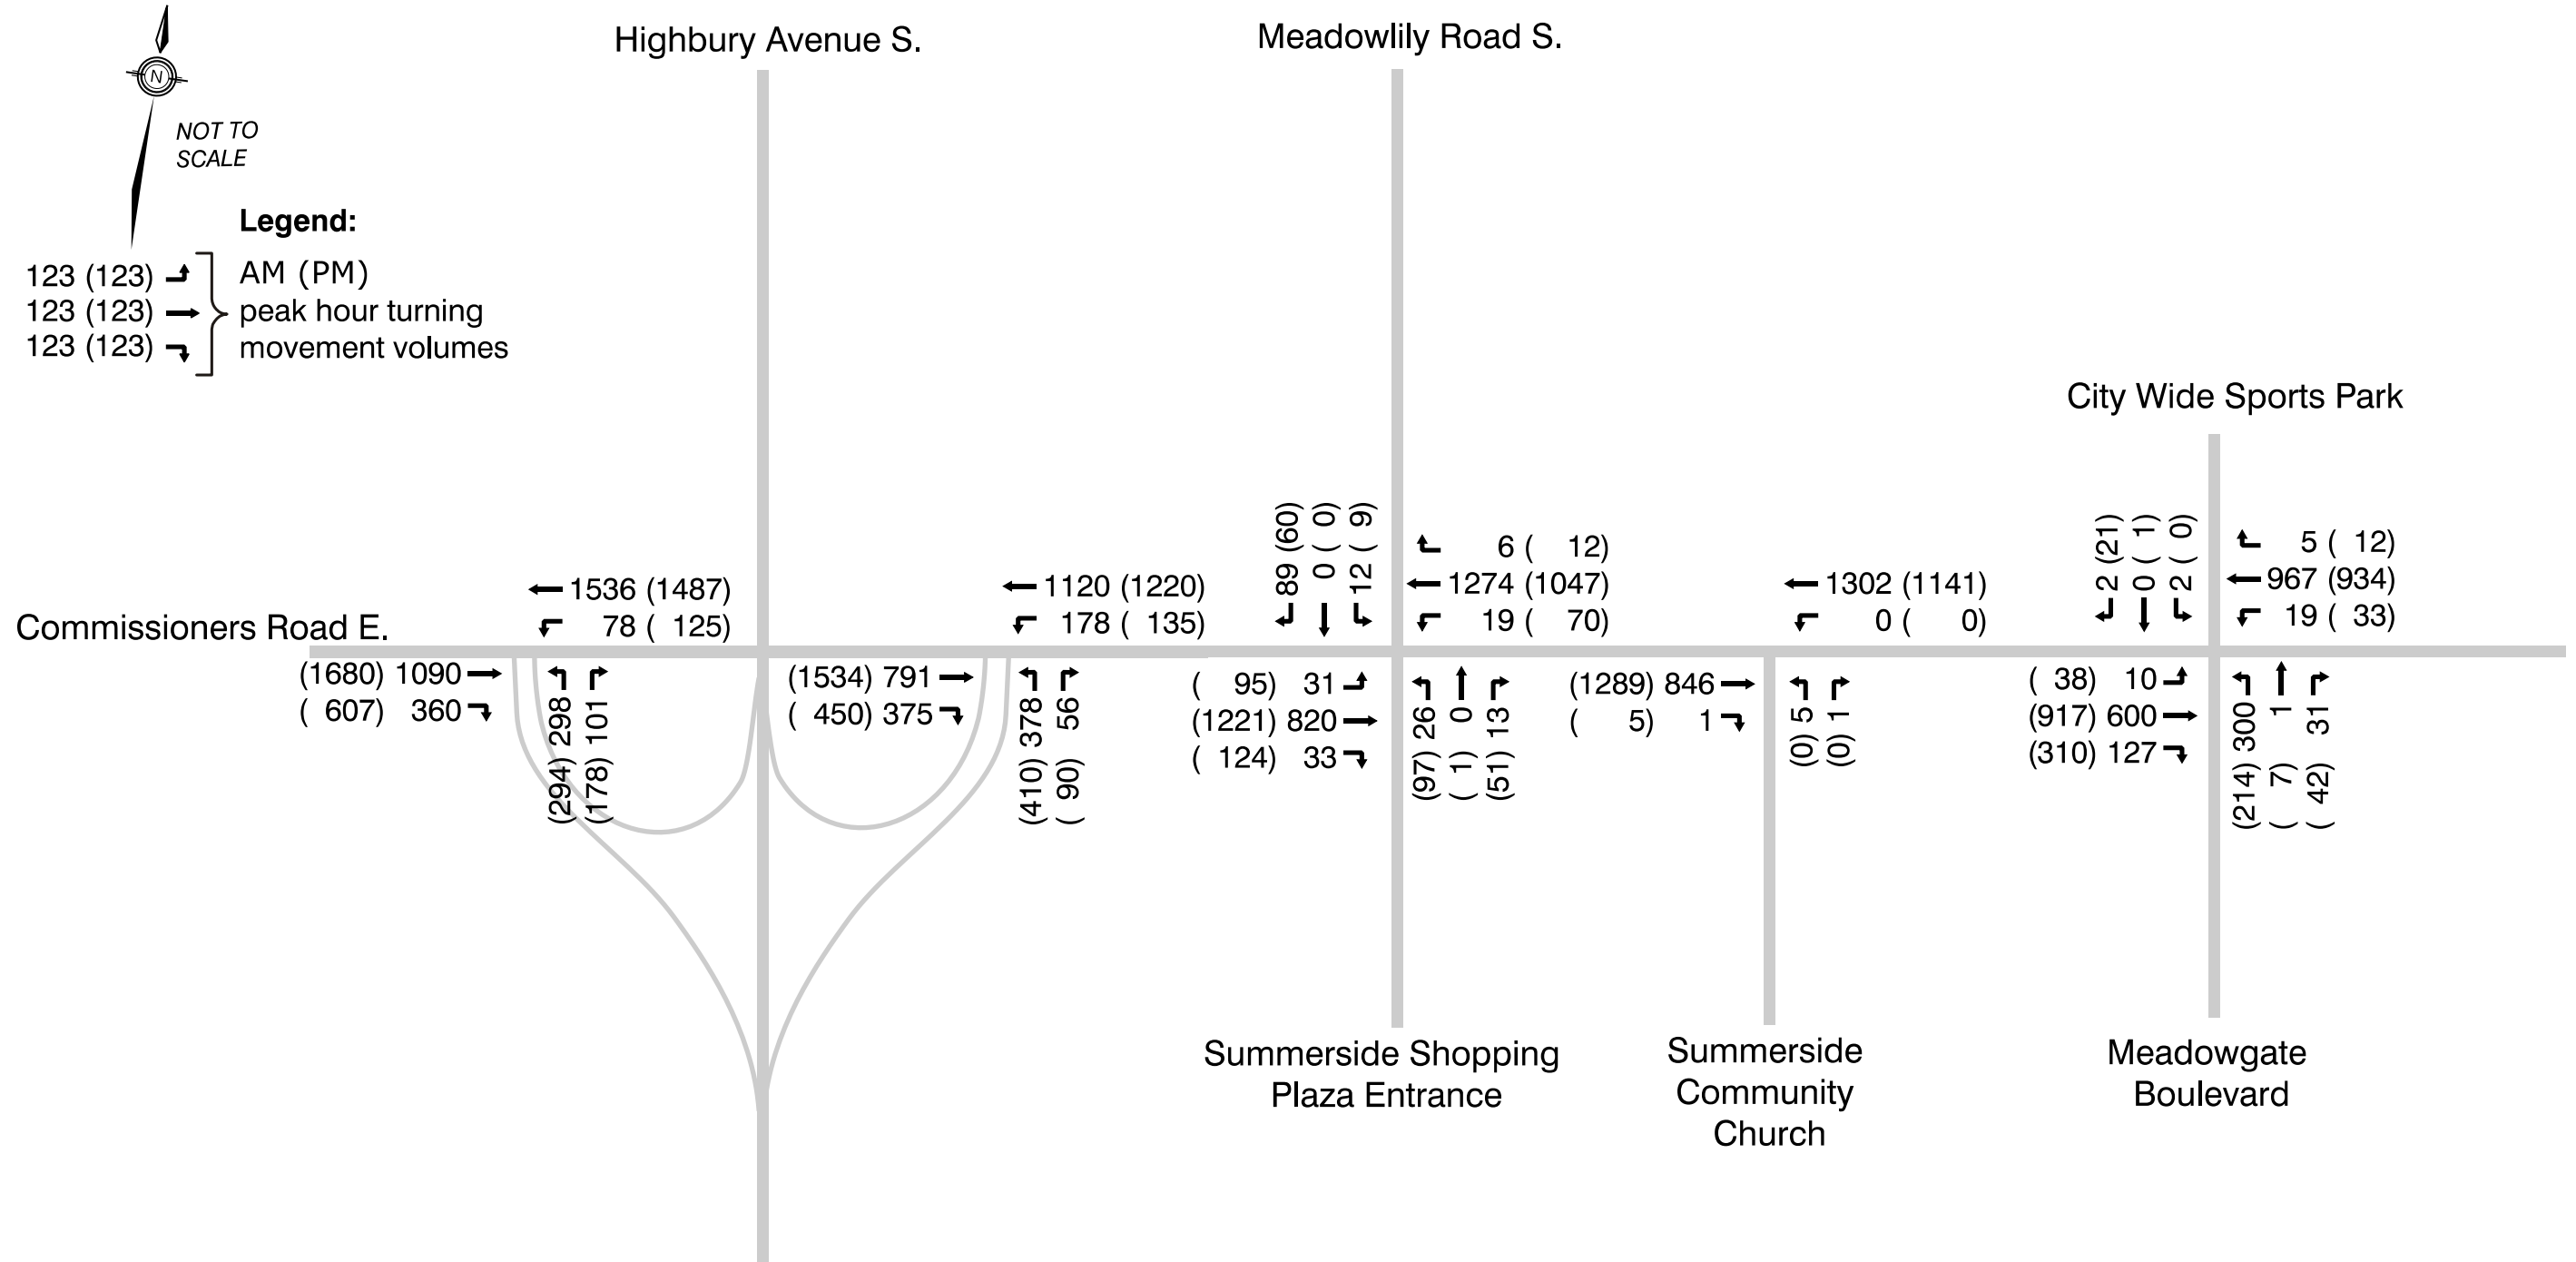 Highbury Avenue S.
Meadowlily Road S.
N
NOT TO
SCALE
Legend:
123 (123)
123 (123)
123 (123)
AM (PM)
peak hour turning
movement volumes
City Wide Sports Park
Commissioners Road E.
1536 (1487)
78 ( 125)
(1680) 1090
( 607) 360
(294) 298
(178) 101
1120 (1220)
178 ( 135)
(1534) 791
( 450) 375
(410) 378
( 90) 56
89 (60)
0 ( 0)
12 ( 9)
6 ( 12)
1274 (1047)
19 ( 70)
( 95) 31
(1221) 820
( 124) 33
(97) 26
( 1) 0
(51) 13
1302 (1141)
0 ( 0)
(1289) 846
( 5) 1
(0) 5
(0) 1
2 (21)
0 ( 1)
2 ( 0)
5 ( 12)
967 (934)
19 ( 33)
( 38) 10
(917) 600
(310) 127
(214) 300
( 7) 1
( 42) 31
Summerside Shopping
Plaza Entrance
Summerside
Community
Church
Meadowgate
Boulevard